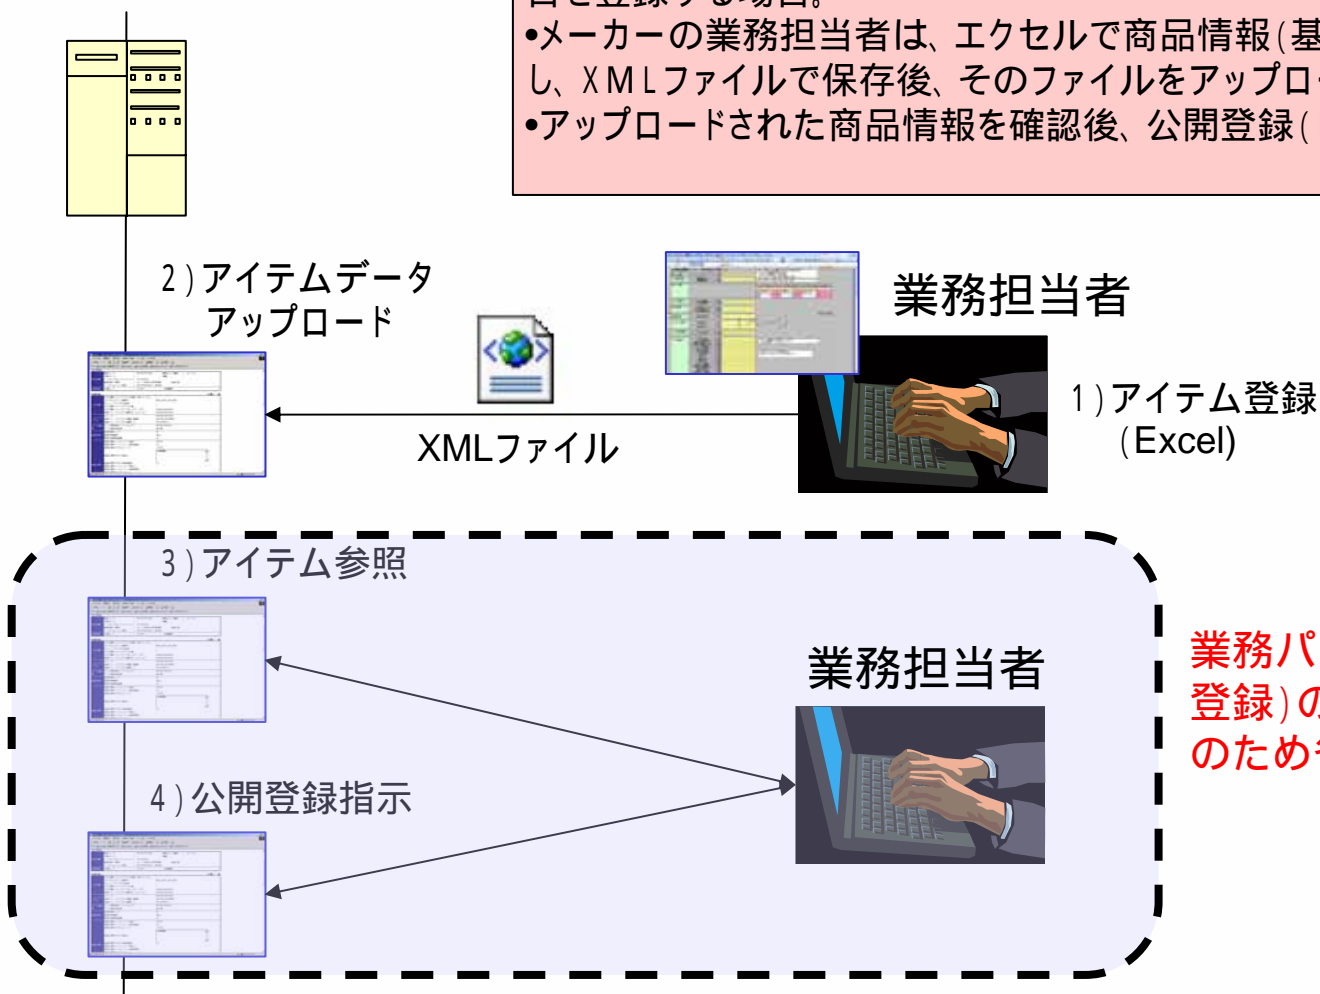 •メーカーの業務担当者は、エクセルで商品情報(基
し、XMLファイルで保存後、そのファイルをアップロ
•アップロードされた商品情報を確認後、公開登録(
2)アイテムデータ
アップロード
業務担当者
1)アイテム登録
(Excel)
XMLファイル
3)アイテム参照
業務担当者
業務パ
登録)の
のため
4)公開登録指示